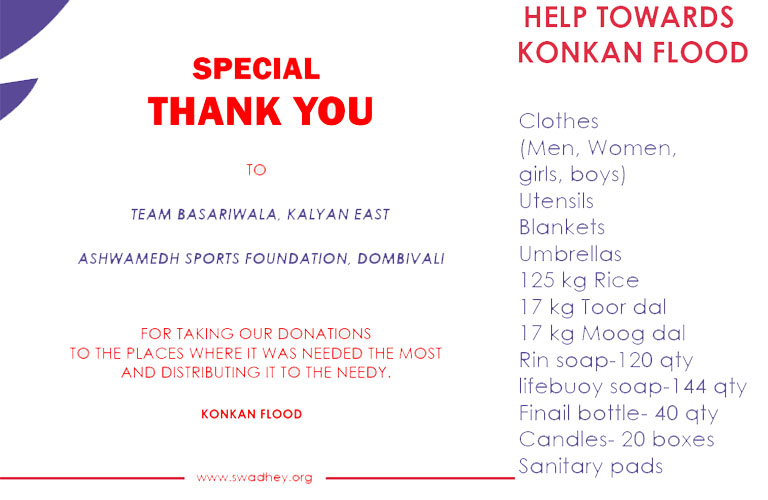 SPECIAL
THANK YOU
TO
TEAM BASARIWALA, KALYAN EAST
ASHWAMEDH SPORTS FOUNDATION, DOMBIVALI
FOR TAKING OUR DONATIONS
TO THE PLACES WHERE IT WAS NEEDED THE MOST
AND DISTRIBUTING IT TO THE NEEDY.
KONKAN FLOOD
www.swadhey.org
HELP TOWARDS
KONKAN FLOOD
Clothes
(Men, Women,
girls, boys)
Utensils
Blankets
Umbrellas
125 kg Rice
17 kg Toor dal
17 kg Moog dal
Rin soap-120 qty
lifebuoy soap-144 qty
Finail bottle- 40 qty
Candles- 20 boxes
Sanitary pads